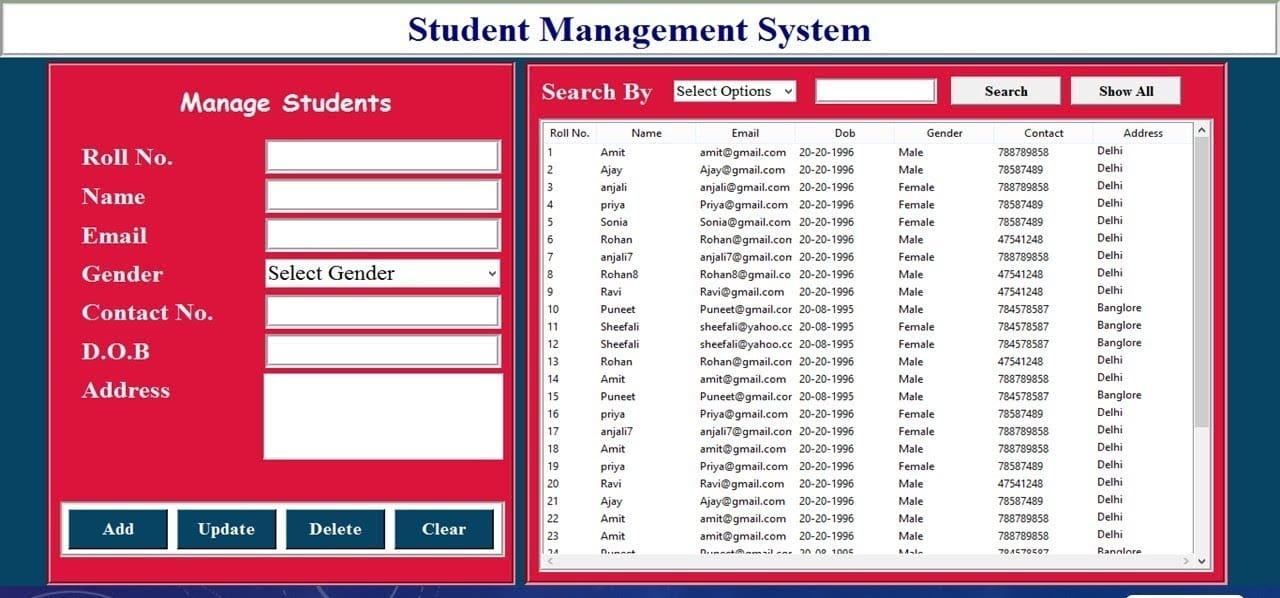 Student Management System
Manage Students
Roll No.
Name
Email
Gender Select Gender
Contact No.
D.O.B
Address
Add Update Delete Clear
Search By Select Options Search Show All
Roll No. Name Email Dob Gender Contact Address
1 Amit amit@gmail.com 20-20-1996 Male 788789858 Delhi
2 Ajay Ajay@gmail.com 20-20-1996 Male 78587489 Delhi
3 anjali anjali@gmail.com 20-20-1996 Female 788789858 Delhi
4 priya Priya@gmail.com 20-20-1996 Female 78587489 Delhi
5 Sonia Sonia@gmail.com 20-20-1996 Female 78587489 Delhi
6 Rohan Rohan@gmail.con 20-20-1996 Male 47541248 Delhi
7 anjali7 anjali7@gmail.con 20-20-1996 Female 788789858 Delhi
8 Rohan8 Rohan8@gmail.co 20-20-1996 Male 47541248 Delhi
9 Ravi Ravi@gmail.com 20-20-1996 Male 47541248 Delhi
10 Puneet Puneet@gmail.cor 20-08-1995 Male 784578587 Banglore
11 Sheefali sheefali@yahoo.cc 20-08-1995 Female 784578587 Banglore
12 Sheefali sheefali@yahoo.cc 20-08-1995 Female 784578587 Banglore
13 Rohan Rohan@gmail.con 20-20-1996 Male 47541248 Delhi
14 Amit amit@gmail.com 20-20-1996 Male 788789858 Delhi
15 Puneet Puneet@gmail.cor 20-08-1995 Male 784578587 Banglore
16 priya Priya@gmail.com 20-20-1996 Female 78587489 Delhi
17 anjali7 anjali7@gmail.con 20-20-1996 Female 788789858 Delhi
18 Amit amit@gmail.com 20-20-1996 Male 788789858 Delhi
19 priya Priya@gmail.com 20-20-1996 Female 78587489 Delhi
20 Ravi Ravi@gmail.com 20-20-1996 Male 47541248 Delhi
21 Ajay Ajay@gmail.com 20-20-1996 Male 78587489 Delhi
22 Amit amit@gmail.com 20-20-1996 Male 788789858 Delhi
23 Amit amit@gmail.com 20-20-1996 Male 788789858 Delhi
24 Puneet Puneet@gmail.cor 20-08-1995 Male 784578587 Banglore